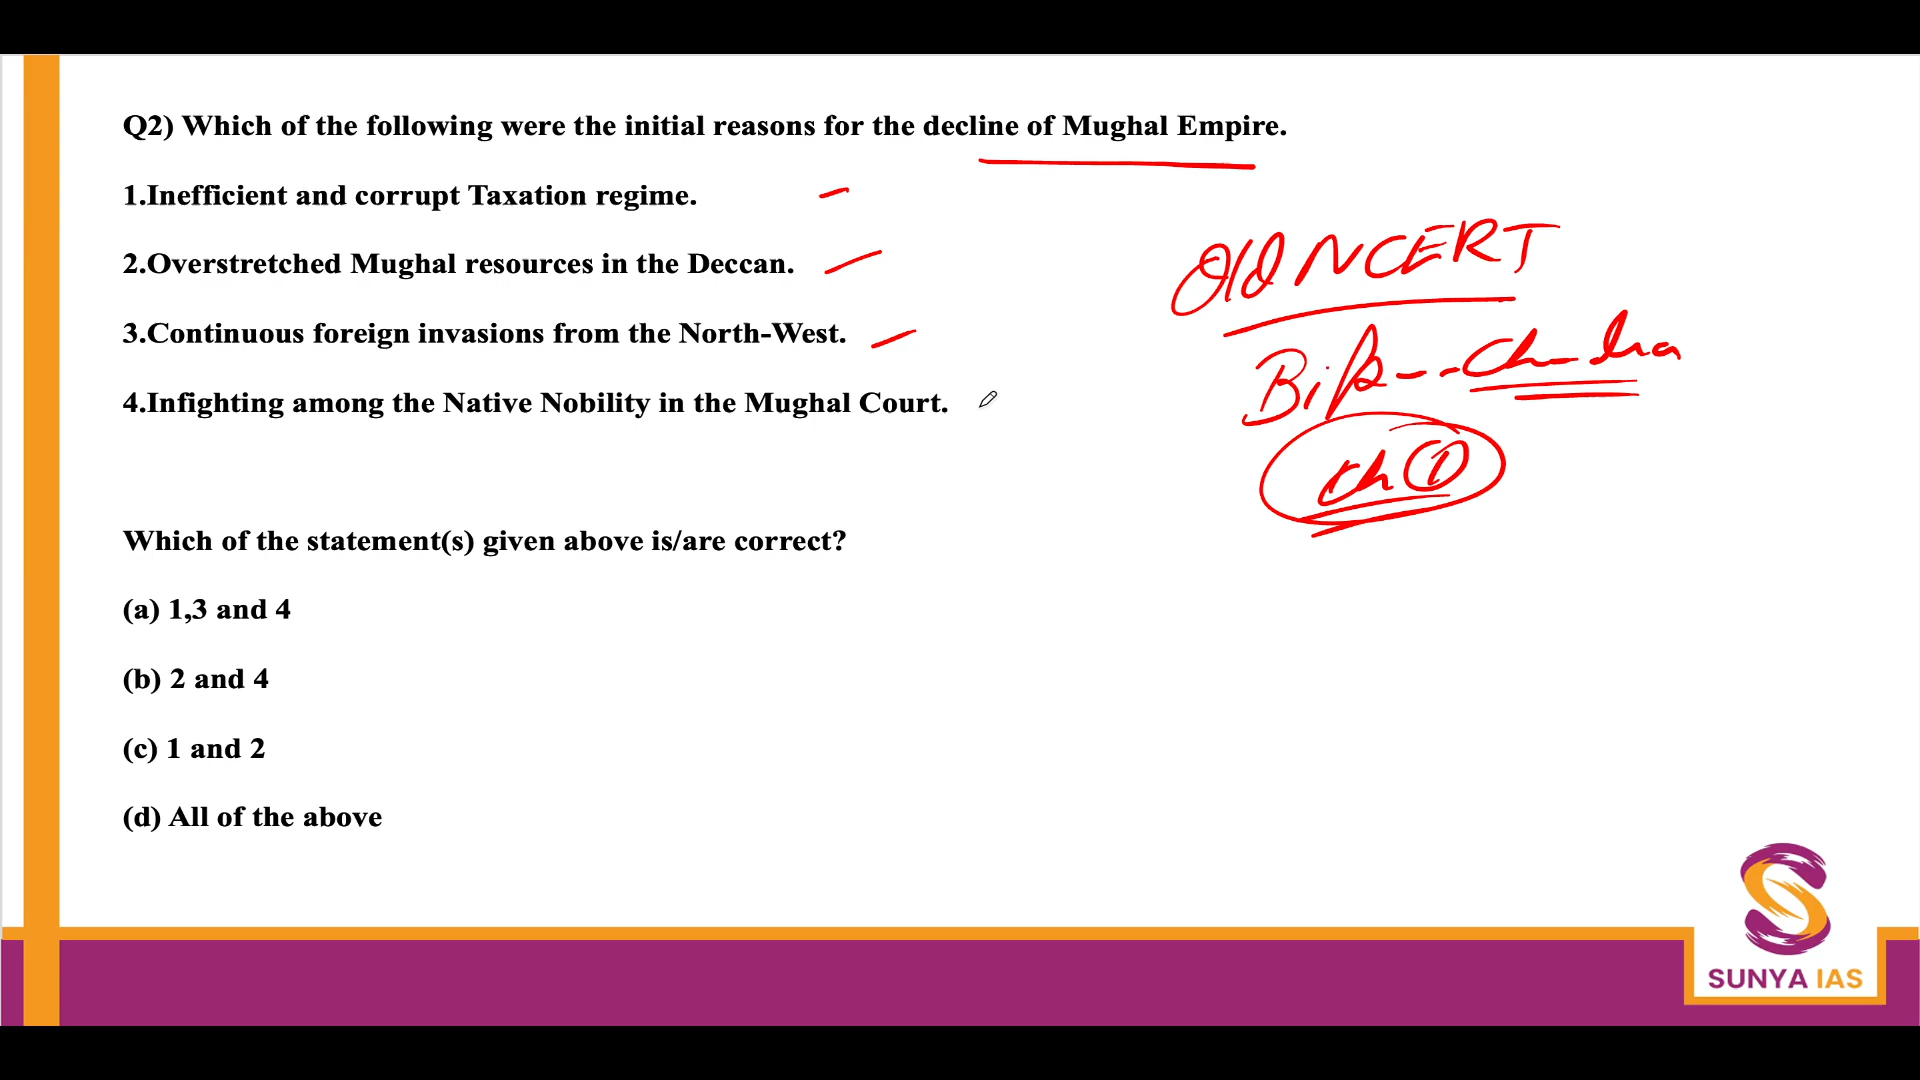 Q2) Which of the following were the initial reasons for the decline of Mughal Empire.
1.Inefficient and corrupt Taxation regime.
2.Overstretched Mughal resources in the Deccan.
3.Continuous foreign invasions from the North-West.
4.Infighting among the Native Nobility in the Mughal Court.
Old NCERT
Bip--Chandra
ch 1
Which of the statement(s) given above is/are correct?
(a) 1,3 and 4
(b) 2 and 4
(c) 1 and 2
(d) All of the above
SUNYA IAS